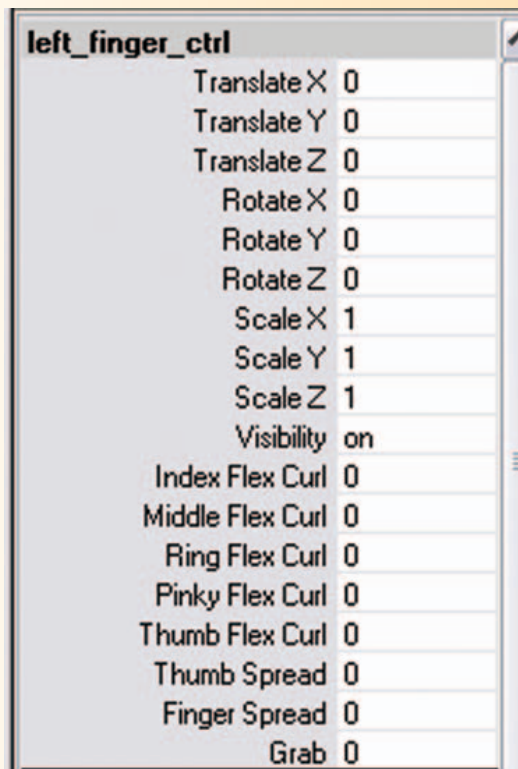 left_finger_ctrl
Translate X 0
Translate Y 0
Translate Z 0
Rotate X 0
Rotate Y 0
Rotate Z 0
Scale X 1
Scale Y 1
Scale Z 1
Visibility on
Index Flex Curl 0
Middle Flex Curl 0
Ring Flex Curl 0
Pinky Flex Curl 0
Thumb Flex Curl 0
Thumb Spread 0
Finger Spread 0
Grab 0